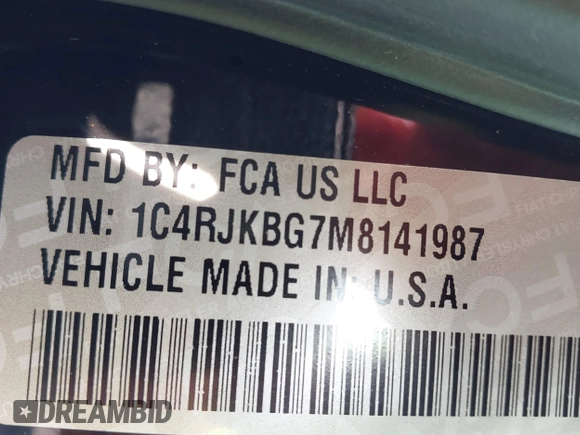 MFD BY: FCA US LLC
VIN: 1C4RJKBG7M8141987
VEHICLE MADE IN U.S.A.
DREAMBID